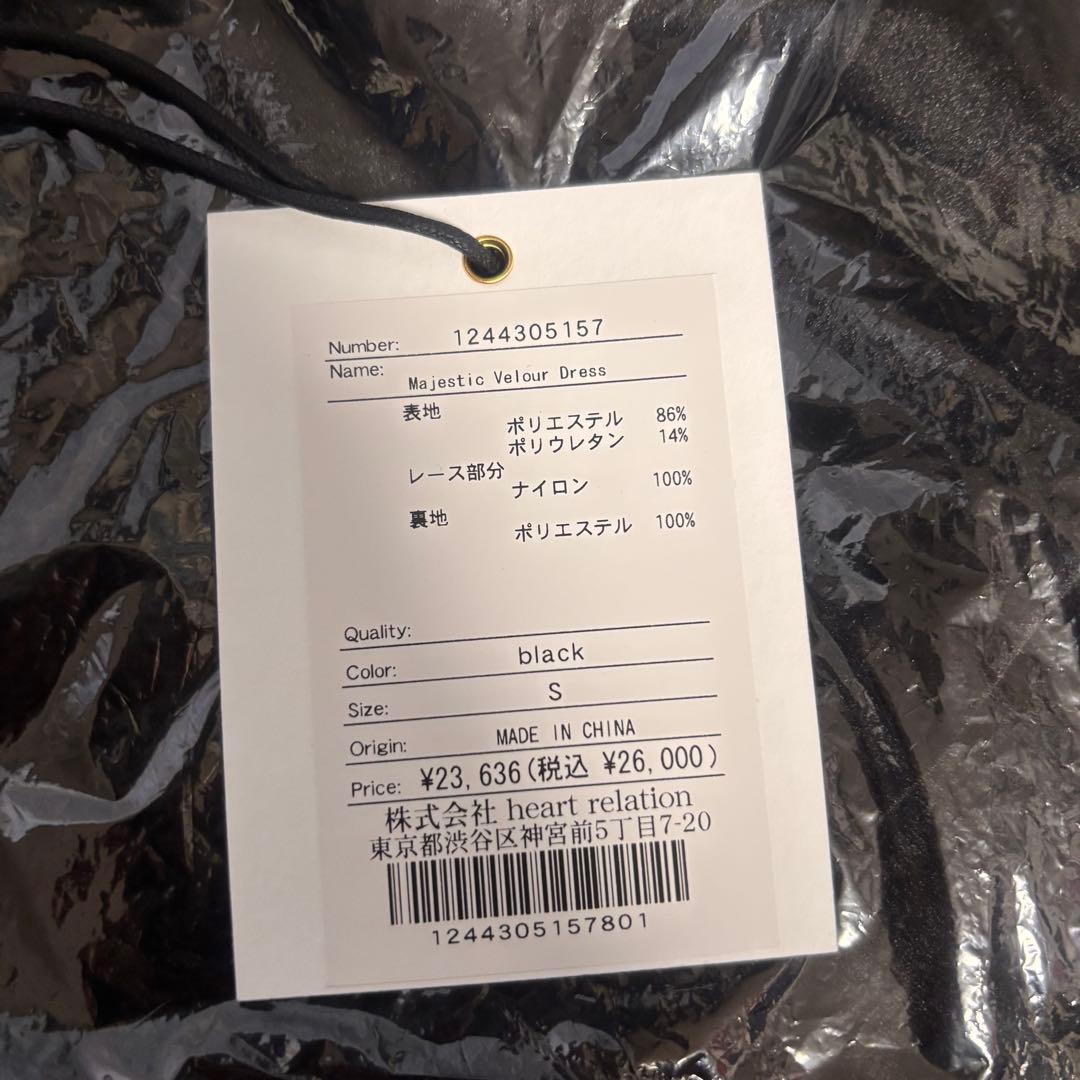 Number: 1244305157
Name: Majestic Velour Dress
表地
ポリエステル 86%
ポリウレタン 14%
レース部分
ナイロン 100%
裏地
ポリエステル 100%
Quality:
Color: black
Size: S
Origin: MADE IN CHINA
Price: ¥23,636(税込 ¥26,000)
株式会社 heart relation
東京都渋谷区神宮前5丁目7-20
1244305157801